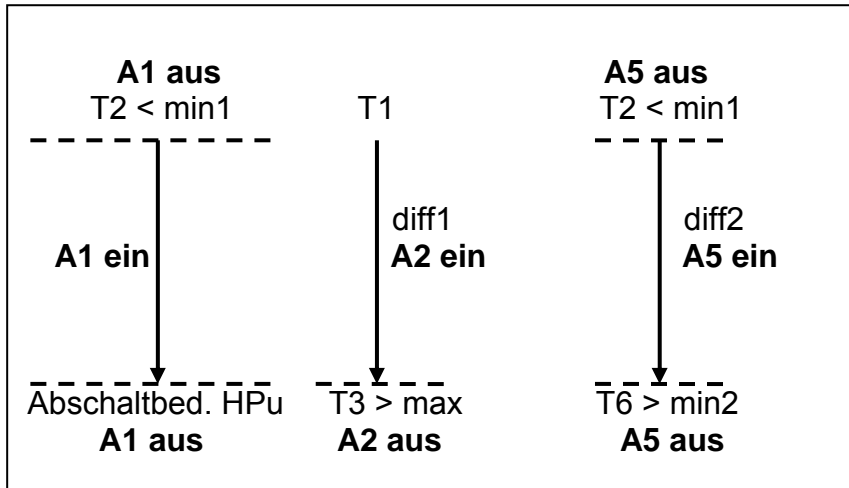 A1 aus
T2 < min1
A1 ein
Abschaltbed. HPu
A1 aus
T1
diff1
A2 ein
T3 > max
A2 aus
A5 aus
T2 < min1
diff2
A5 ein
T6 > min2
A5 aus